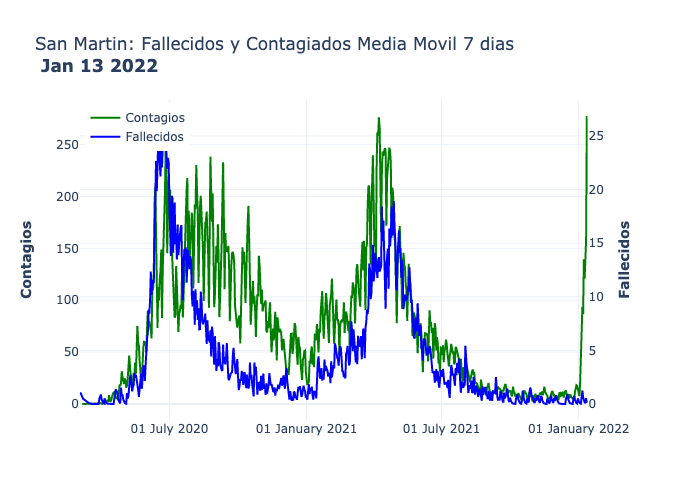 San Martin: Fallecidos y Contagiados Media Movil 7 dias
Jan 13 2022
Contagios
Fallecidos
250
200
150
100
50
0
25
20
15
10
5
0
Contagios
Fallecidos
01 July 2020
01 January 2021
01 July 2021
01 January 2022